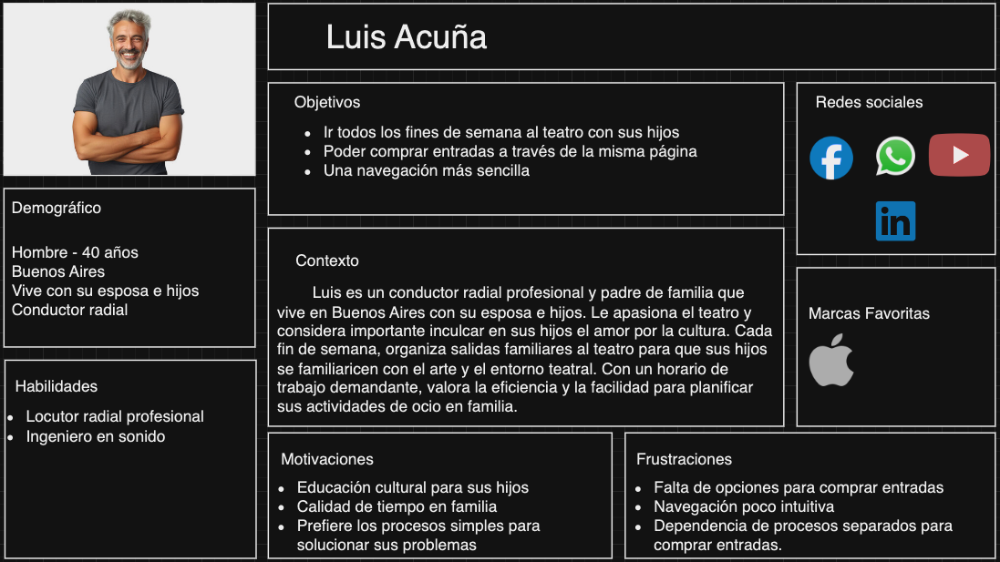 Luis Acuña
Demográfico
Hombre - 40 años
Buenos Aires
Vive con su esposa e hijos
Conductor radial
Habilidades
• Locutor radial profesional
• Ingeniero en sonido
Objetivos
• Ir todos los fines de semana al teatro con sus hijos
• Poder comprar entradas a través de la misma página
• Una navegación más sencilla
Contexto
Luis es un conductor radial profesional y padre de familia que
vive en Buenos Aires con su esposa e hijos. Le apasiona el teatro y
considera importante inculcar en sus hijos el amor por la cultura. Cada
fin de semana, organiza salidas familiares al teatro para que sus hijos
se familiaricen con el arte y el entorno teatral. Con un horario de
trabajo demandante, valora la eficiencia y la facilidad para planificar
sus actividades de ocio en familia.
Motivaciones
• Educación cultural para sus hijos
• Calidad de tiempo en familia
• Prefiere los procesos simples para
solucionar sus problemas
Redes sociales
f
in
Marcas Favoritas
Frustraciones
• Falta de opciones para comprar entradas
• Navegación poco intuitiva
• Dependencia de procesos separados para
comprar entradas.